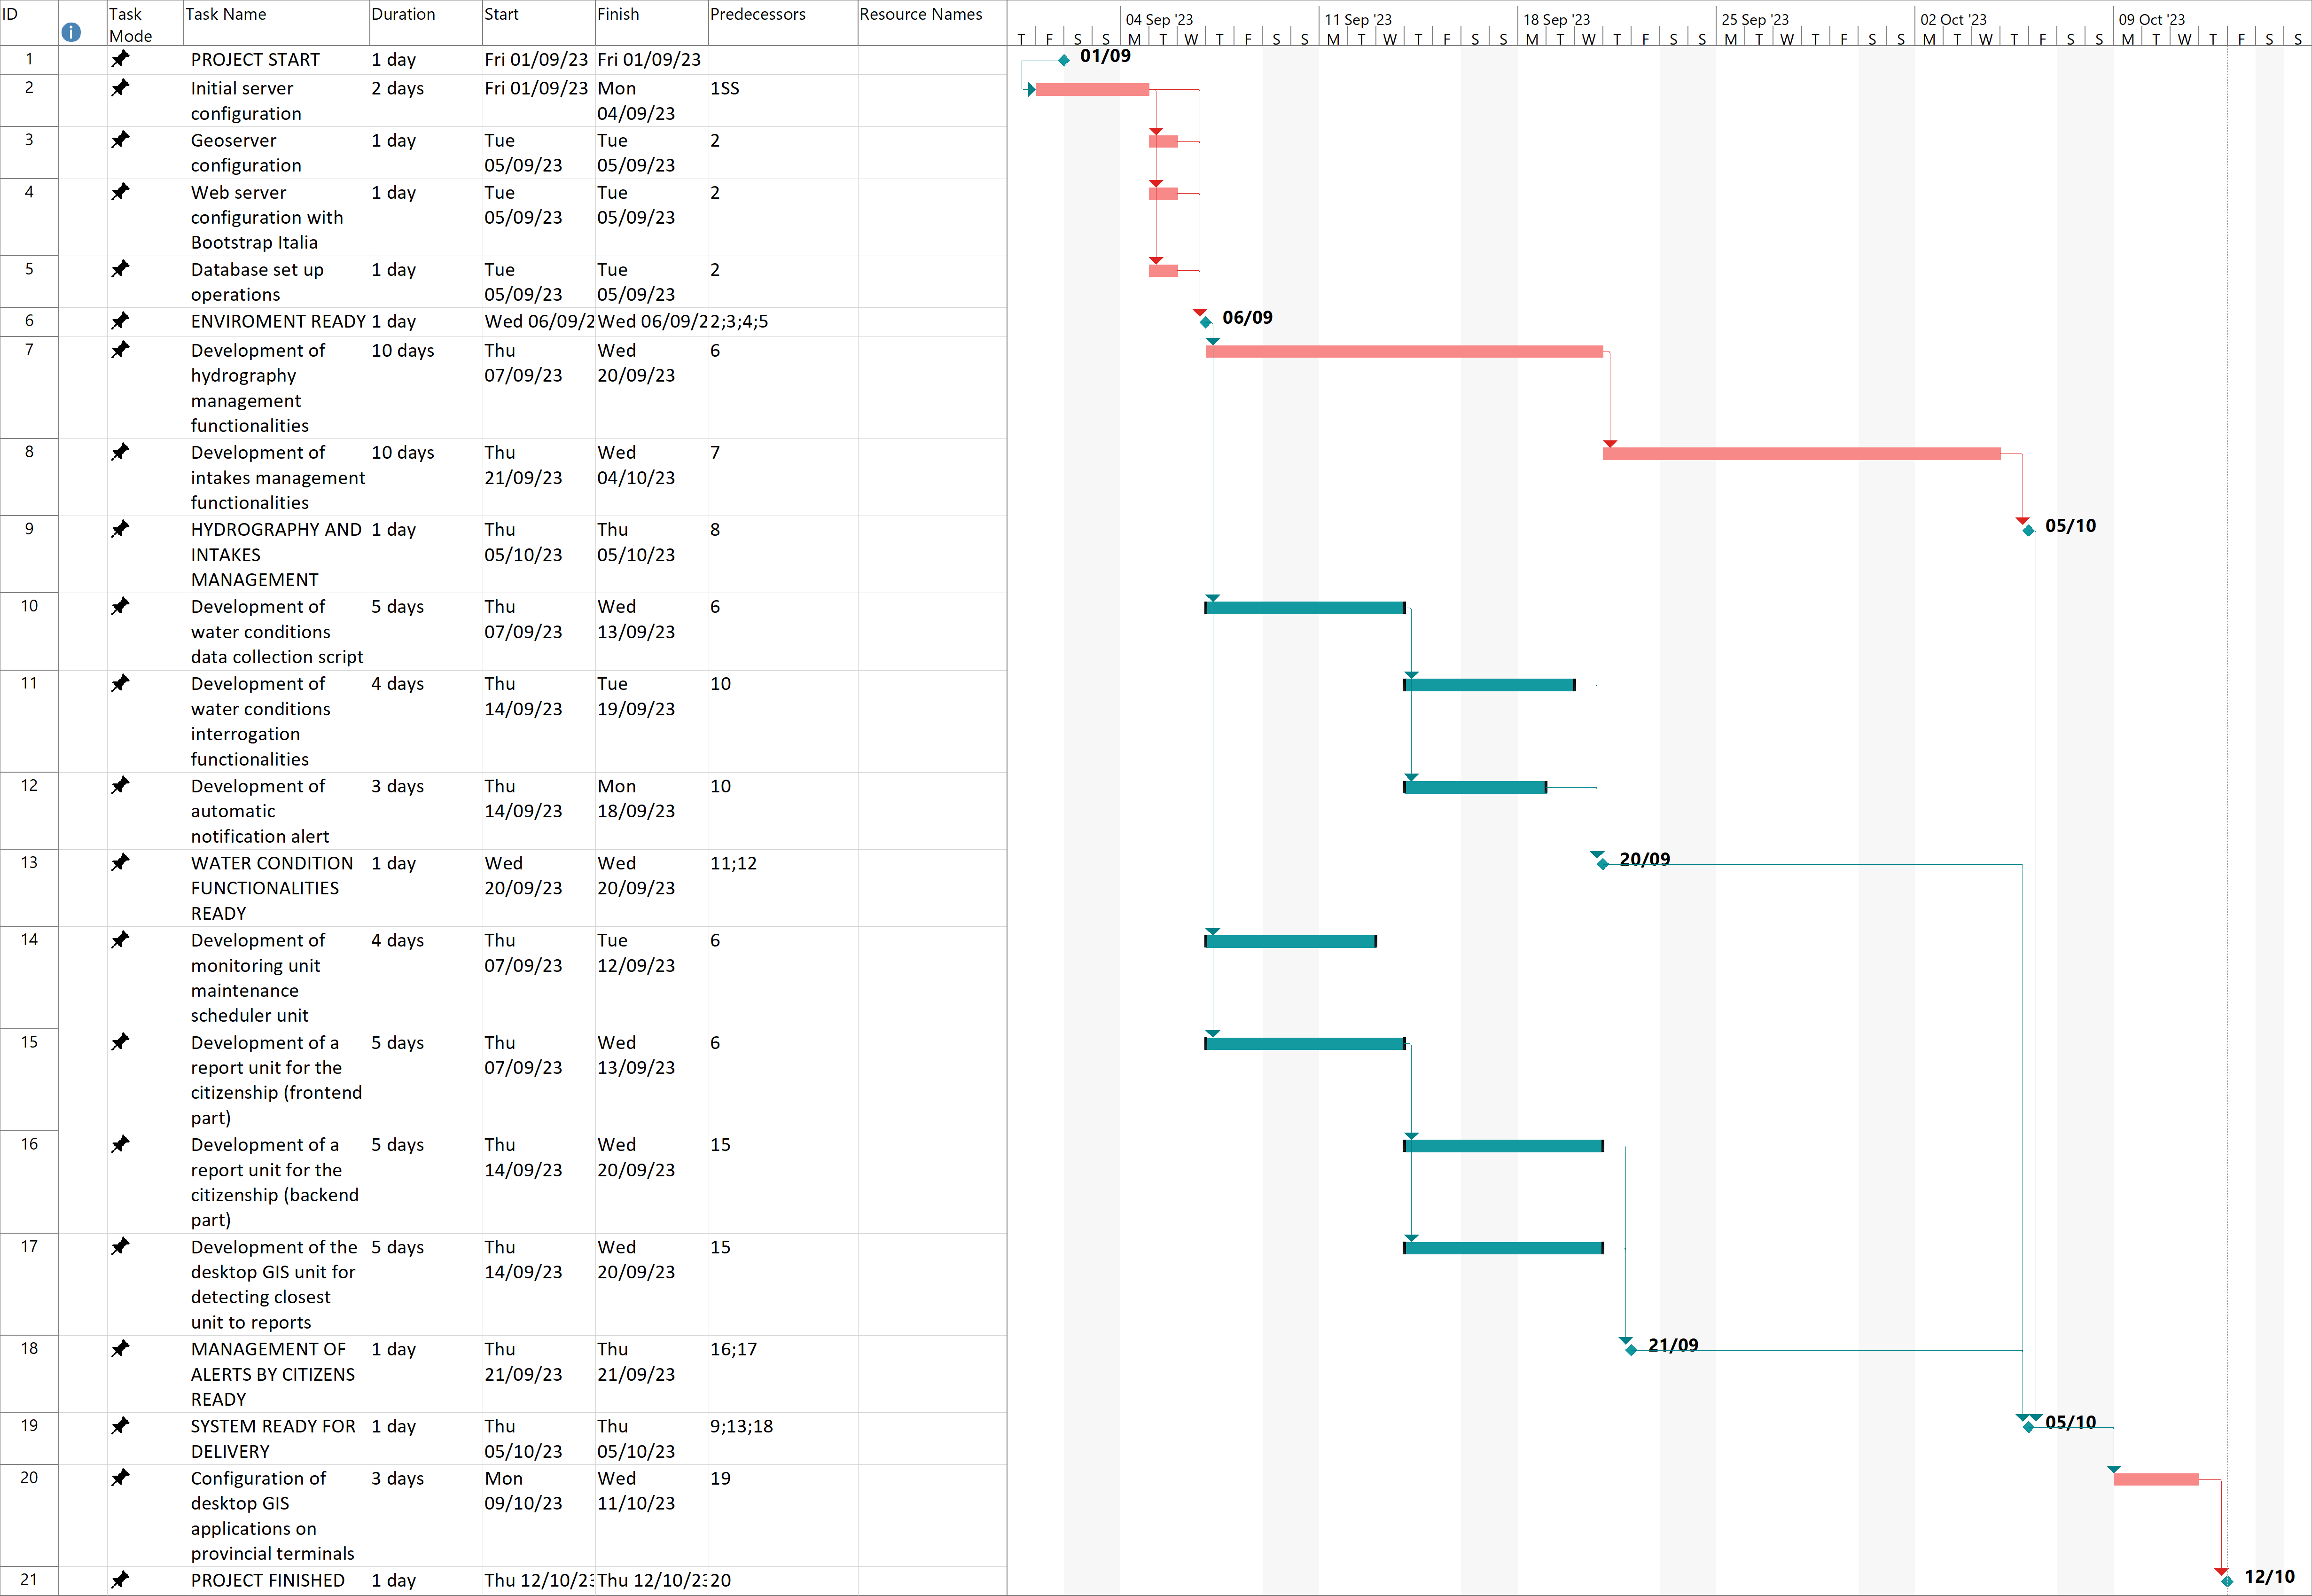 ID Task Mode Task Name Duration Start Finish Predecessors Resource Names
04 Sep '23 11 Sep '23 18 Sep '23 25 Sep '23 02 Oct '23 09 Oct '23
T F S S M T W T F S S M T W T F S S M T W T F S S M T W T F S S M T W T F S S M T W T F S S
1 PROJECT START 1 day Fri 01/09/23 Fri 01/09/23
01/09
2 Initial server 2 days Fri 01/09/23 Mon 1SS
configuration 04/09/23
3 Geoserver 1 day Tue Tue 2
configuration 05/09/23 05/09/23
4 Web server 1 day Tue Tue 2
configuration with 05/09/23 05/09/23
Bootstrap Italia
5 Database set up 1 day Tue Tue 2
operations 05/09/23 05/09/23
6 ENVIROMENT READY 1 day Wed 06/09/2 Wed 06/09/2 2;3;4;5
06/09
7 Development of 10 days Thu Wed 6
hydrography 07/09/23 20/09/23
management
functionalities
8 Development of 10 days Thu Wed 7
intakes management 21/09/23 04/10/23
functionalities
9 HYDROGRAPHY AND 1 day Thu Thu 8
INTAKES 05/10/23 05/10/23
MANAGEMENT
05/10
10 Development of 5 days Thu Wed 6
water conditions 07/09/23 13/09/23
data collection script
11 Development of 4 days Thu Tue 10
water conditions 14/09/23 19/09/23
interrogation
functionalities
12 Development of 3 days Thu Mon 10
automatic 14/09/23 18/09/23
notification alert
13 WATER CONDITION 1 day Wed Wed 11;12
FUNCTIONALITIES 20/09/23 20/09/23
READY
20/09
14 Development of 4 days Thu Tue 6
monitoring unit 07/09/23 12/09/23
maintenance
scheduler unit
15 Development of a 5 days Thu Wed 6
report unit for the 07/09/23 13/09/23
citizenship (frontend
part)
16 Development of a 5 days Thu Wed 15
report unit for the 14/09/23 20/09/23
citizenship (backend
part)
17 Development of the 5 days Thu Wed 15
desktop GIS unit for 14/09/23 20/09/23
detecting closest
unit to reports
18 MANAGEMENT OF 1 day Thu Thu 16;17
ALERTS BY CITIZENS 21/09/23 21/09/23
READY
21/09
19 SYSTEM READY FOR 1 day Thu Thu 9;13;18
DELIVERY 05/10/23 05/10/23
05/10
20 Configuration of 3 days Mon Wed 19
desktop GIS 09/10/23 11/10/23
applications on
provincial terminals
21 PROJECT FINISHED 1 day Thu 12/10/23 Thu 12/10/23 20
12/10